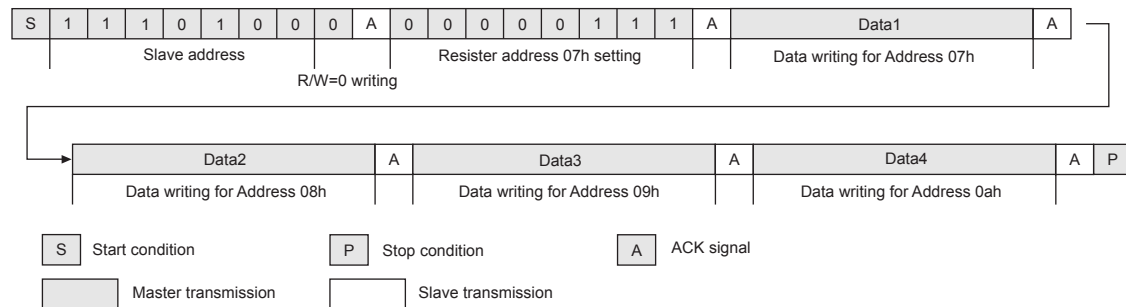 S 1 1 1 0 1 0 0 0 A 0 0 0 0 0 1 1 1 A Data1 A
Slave address Resister address 07h setting Data writing for Address 07h
R/W=0 writing
Data2 A Data3 A Data4 A P
Data writing for Address 08h Data writing for Address 09h Data writing for Address 0ah
S Start condition P Stop condition A ACK signal
Master transmission Slave transmission